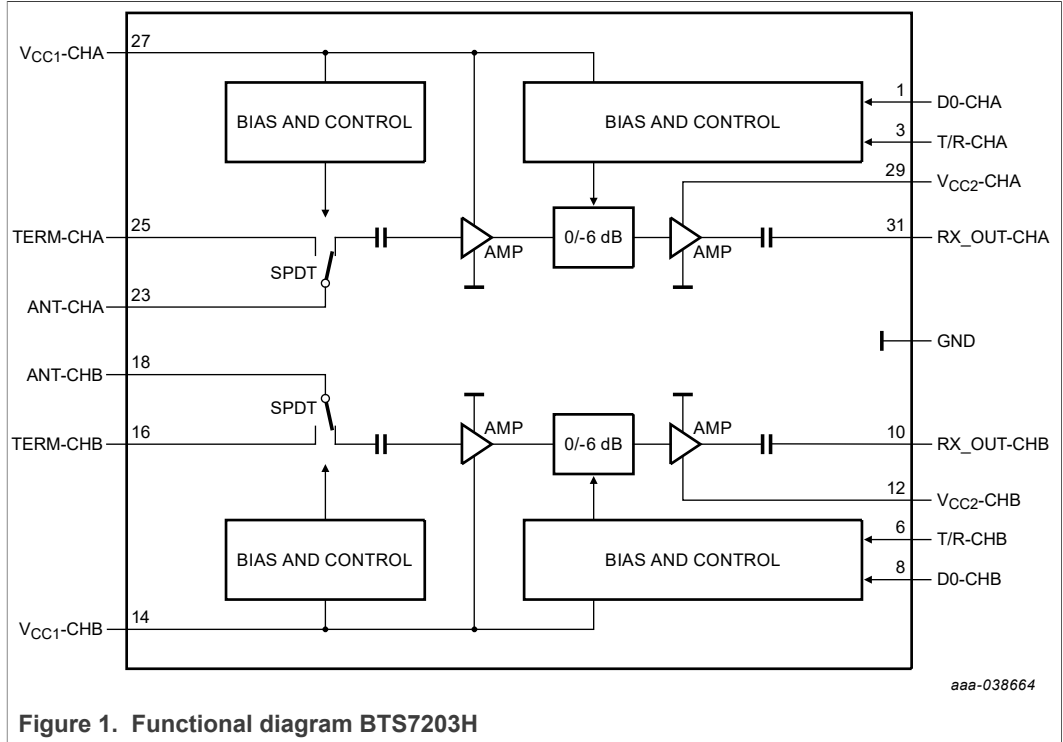 VCC1-CHA
27
BIAS AND CONTROL
BIAS AND CONTROL
1
D0-CHA
3
T/R-CHA
29
VCC2-CHA
TERM-CHA
25
SPDT
AMP
0/-6 dB
AMP
31
RX_OUT-CHA
ANT-CHA
23
GND
ANT-CHB
18
SPDT
TERM-CHB
16
AMP
0/-6 dB
AMP
10
RX_OUT-CHB
12
VCC2-CHB
BIAS AND CONTROL
BIAS AND CONTROL
6
T/R-CHB
8
D0-CHB
VCC1-CHB
14
aaa-038664
Figure 1. Functional diagram BTS7203H